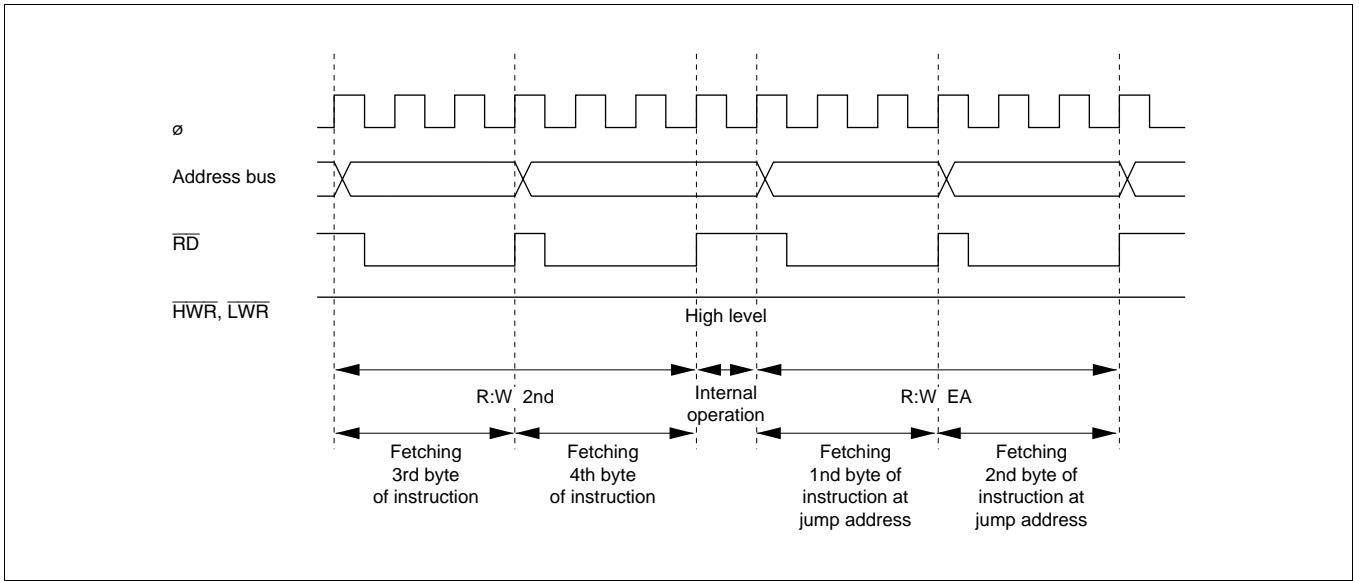 ø
Address bus
RD
HWR, LWR
High level
R:W 2nd
Internal
operation
R:W EA
Fetching
3rd byte
of instruction
Fetching
4th byte
of instruction
Fetching
1nd byte of
instruction at
jump address
Fetching
2nd byte of
instruction at
jump address